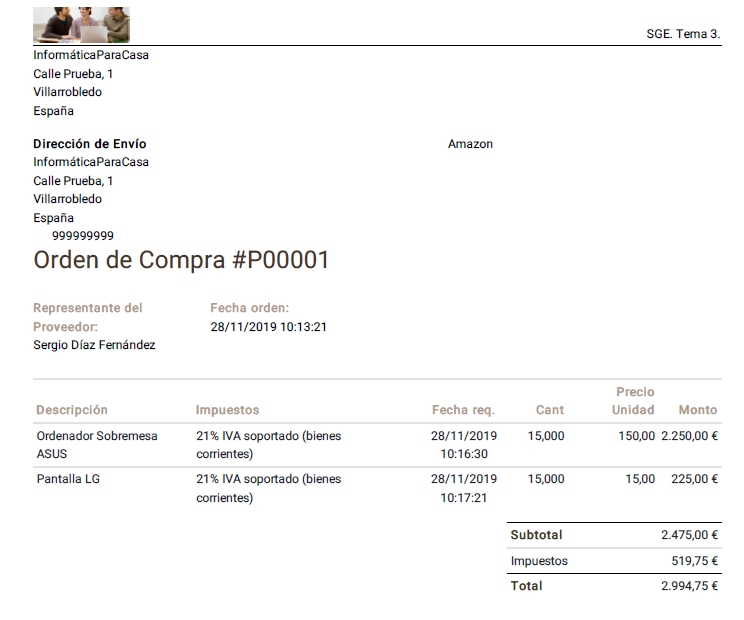 SGE. Tema 3.
InformáticaParaCasa
Calle Prueba, 1
Villarrobledo
España
Dirección de Envío
Amazon
InformáticaParaCasa
Calle Prueba, 1
Villarrobledo
España
999999999
Orden de Compra #P00001
Representante del Proveedor:
Sergio Díaz Fernández
Fecha orden:
28/11/2019 10:13:21
Descripción Impuestos Fecha req. Cant Precio Unidad Monto
Ordenador Sobremesa ASUS 21% IVA soportado (bienes corrientes) 28/11/2019 10:16:30 15,000 150,00 2.250,00 €
Pantalla LG 21% IVA soportado (bienes corrientes) 28/11/2019 10:17:21 15,000 15,00 225,00 €
Subtotal 2.475,00 €
Impuestos 519,75 €
Total 2.994,75 €